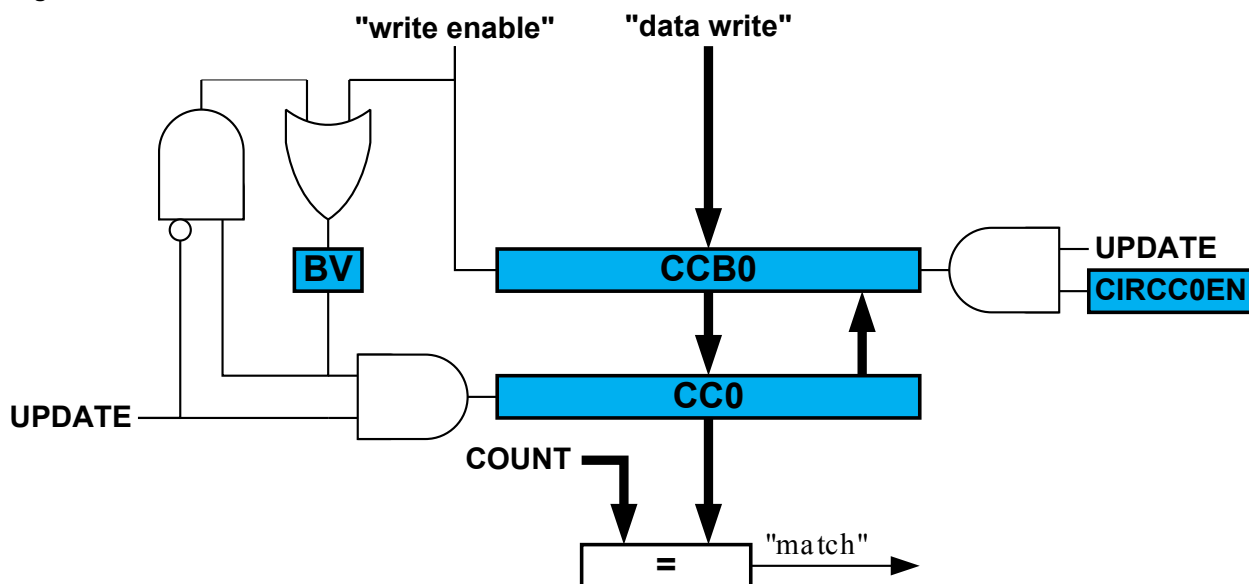 "write enable"
"data write"
BV
CCB0
UPDATE
CIRCC0EN
UPDATE
CC0
COUNT
=
"match"